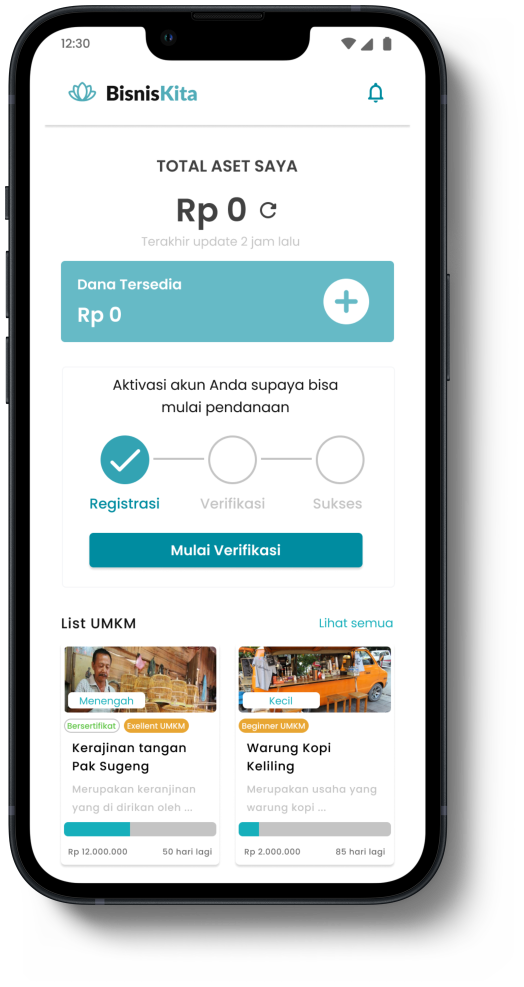 12:30
BisnisKita
TOTAL ASET SAYA
Rp 0
Terakhir update 2 jam lalu
Dana Tersedia
Rp 0
Aktivasi akun Anda supaya bisa
mulai pendanaan
Registrasi
Verifikasi
Sukses
Mulai Verifikasi
List UMKM
Lihat semua
Menengah
Bersertifikat
Exellent UMKM
Kerajinan tangan
Pak Sugeng
Merupakan keranjinan
yang di dirikan oleh ...
Rp 12.000.000
50 hari lagi
Kecil
Beginner UMKM
Warung Kopi
Keliling
Merupakan usaha yang
warung kopi ...
Rp 2.000.000
85 hari lagi